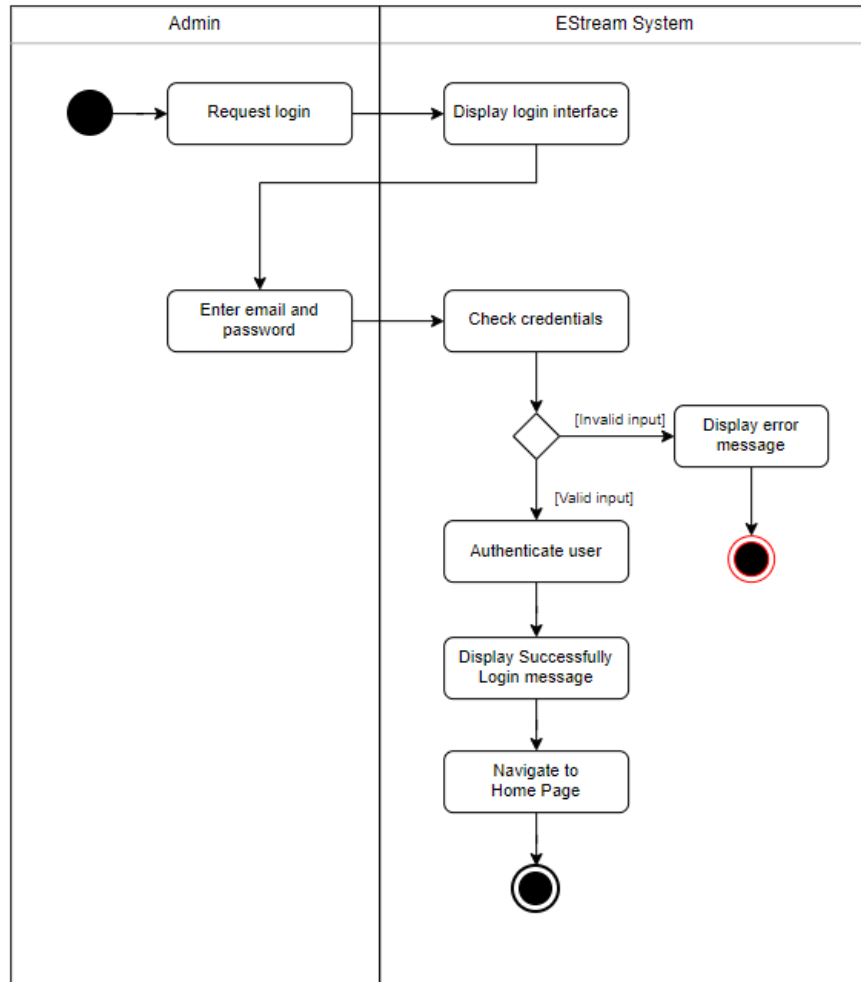 Admin
EStream System
Request login
Display login interface
Enter email and
password
Check credentials
[Invalid input]
Display error
message
[Valid input]
Authenticate user
Display Successfully
Login message
Navigate to
Home Page